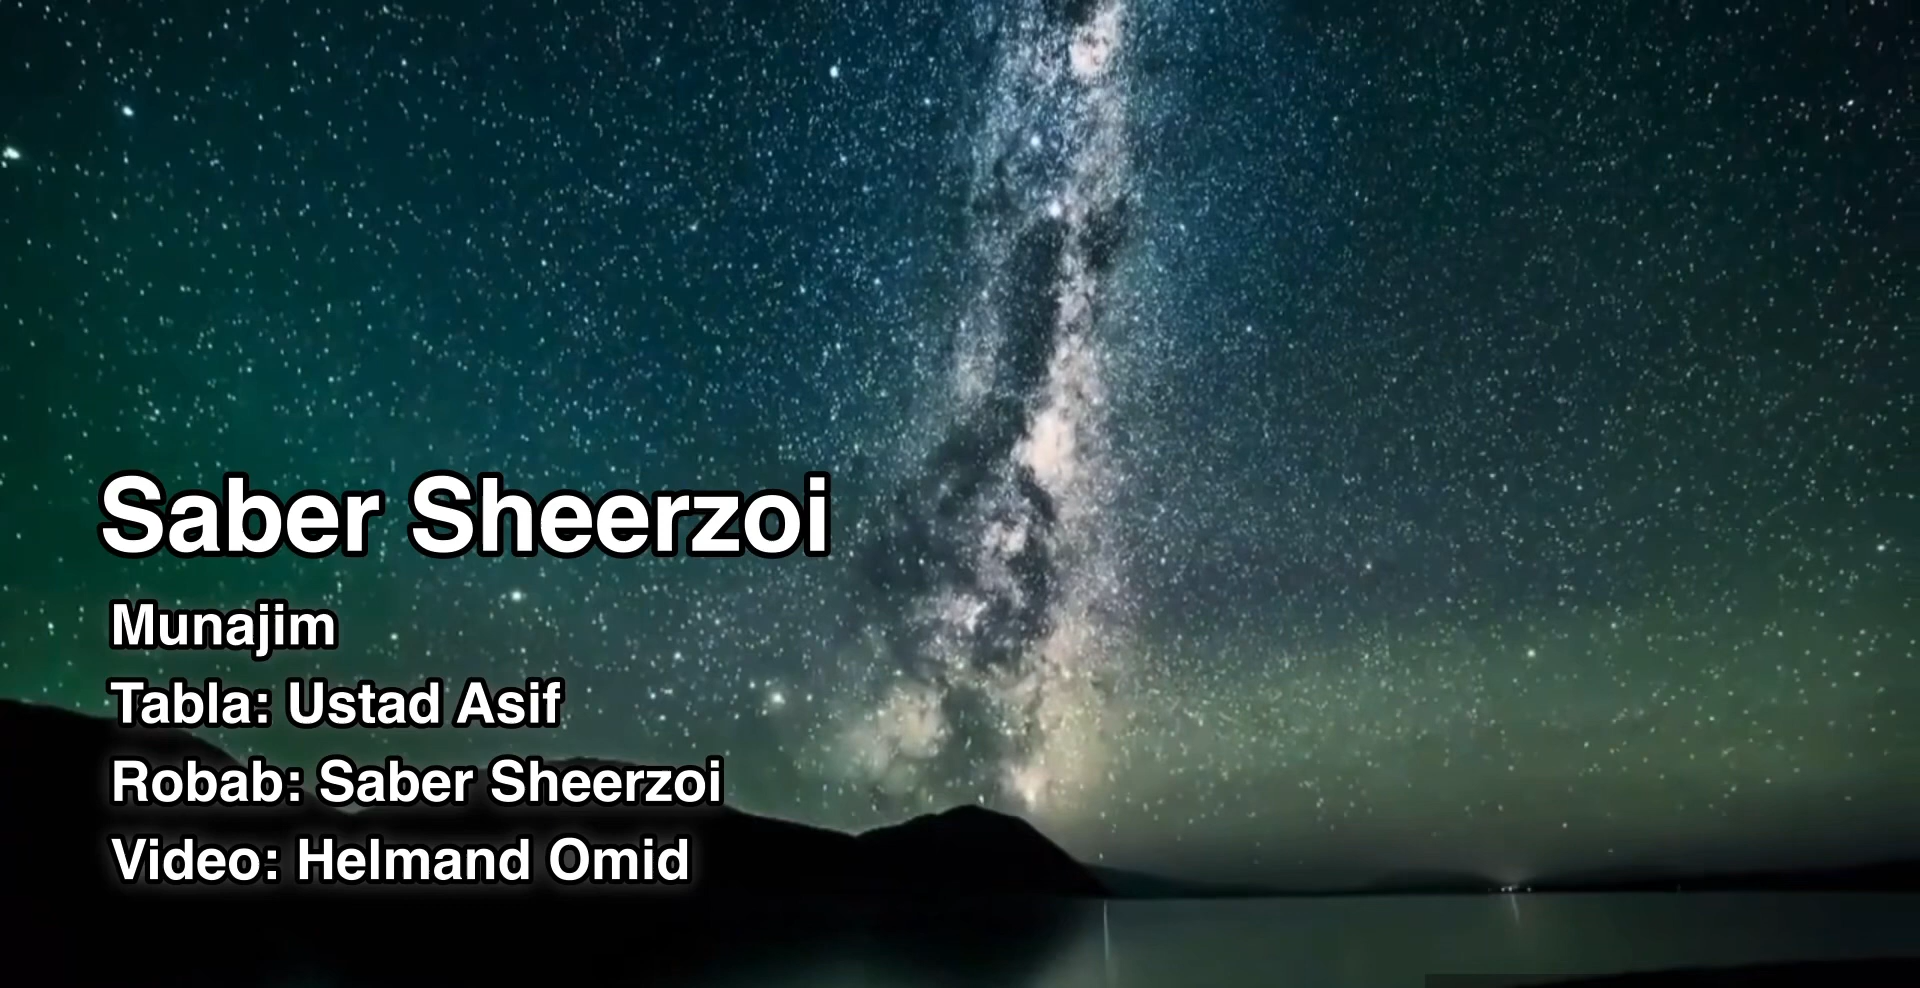 Saber Sheerzoi
Munajim
Tabla: Ustad Asif
Robab: Saber Sheerzoi
Video: Helmand Omid